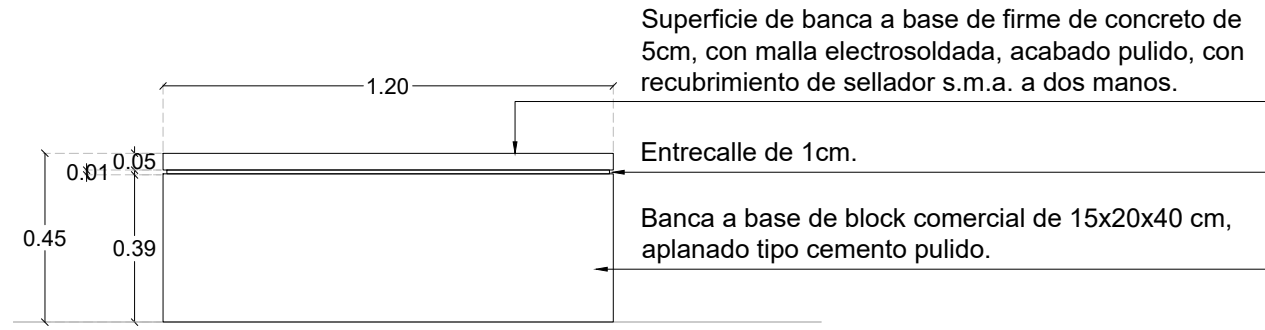 Superficie de banca a base de firme de concreto de
5cm, con malla electrosoldada, acabado pulido, con
recubrimiento de sellador s.m.a. a dos manos.
1.20
Entrecalle de 1cm.
0.05
0.01
Banca a base de block comercial de 15x20x40 cm,
aplanado tipo cemento pulido.
0.45
0.39